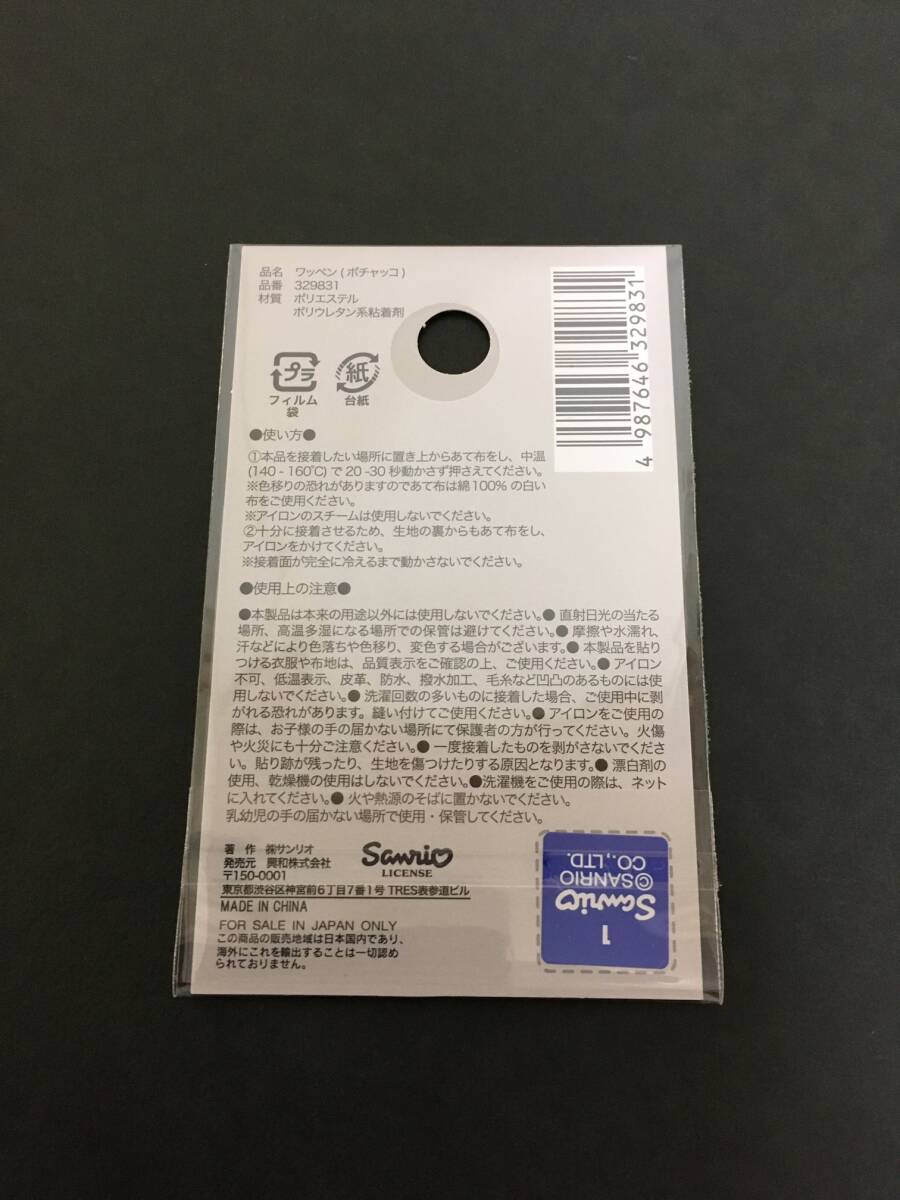 品名 ワッペン ( ポチャッコ )
品番 329831
材質 ポリエステル
ポリウレタン系粘着剤
4 987646 329831
プラ
フィルム
袋
紙
台紙
●使い方●
①本品を接着したい場所に置き上からあて布をし、中温
(140 - 160℃) で 20 -30 秒動かさず押さえてください。
※色移りの恐れがありますのであて布は綿100% の白い
布をご使用ください。
※アイロンのスチームは使用しないでください。
②十分に接着させるため、生地の裏からもあて布をし、
アイロンをかけてください。
※接着面が完全に冷えるまで動かさないでください。
●使用上の注意●
●本製品は本来の用途以外には使用しないでください。● 直射日光の当たる
場所、高温多湿になる場所での保管は避けてください。● 摩擦や水濡れ、
汗などにより色落ちや色移り、変色する場合がございます。● 本製品を貼り
つける衣服や布地は、品質表示をご確認の上、ご使用ください。● アイロン
不可、低温表示、皮革、防水、撥水加工、毛糸など凹凸のあるものには使
用しないでください。● 洗濯回数の多いものに接着した場合、ご使用中に剥
がれる恐れがあります。縫い付けてご使用ください。● アイロンをご使用の
際は、お子様の手の届かない場所にて保護者の方が行ってください。火傷
や火災にも十分ご注意ください。● 一度接着したものを剥がさないでくださ
い。貼り跡が残ったり、生地を傷つけたりする原因となります。● 漂白剤の
使用、乾燥機の使用はしないでください。●洗濯機をご使用の際は、ネット
に入れてください。● 火や熱源のそばに置かないでください。
乳幼児の手の届かない場所で使用・保管してください。
著 作 ㈱サンリオ
発売元 興和株式会社
〒150-0001
東京都渋谷区神宮前6丁目7番1号 TRES表参道ビル
MADE IN CHINA
FOR SALE IN JAPAN ONLY
この商品の販売地域は日本国内であり、
海外にこれを輸出することは一切認め
られておりません。
Sanrio
LICENSE
1
Sanrio
©SANRIO
CO.,LTD.